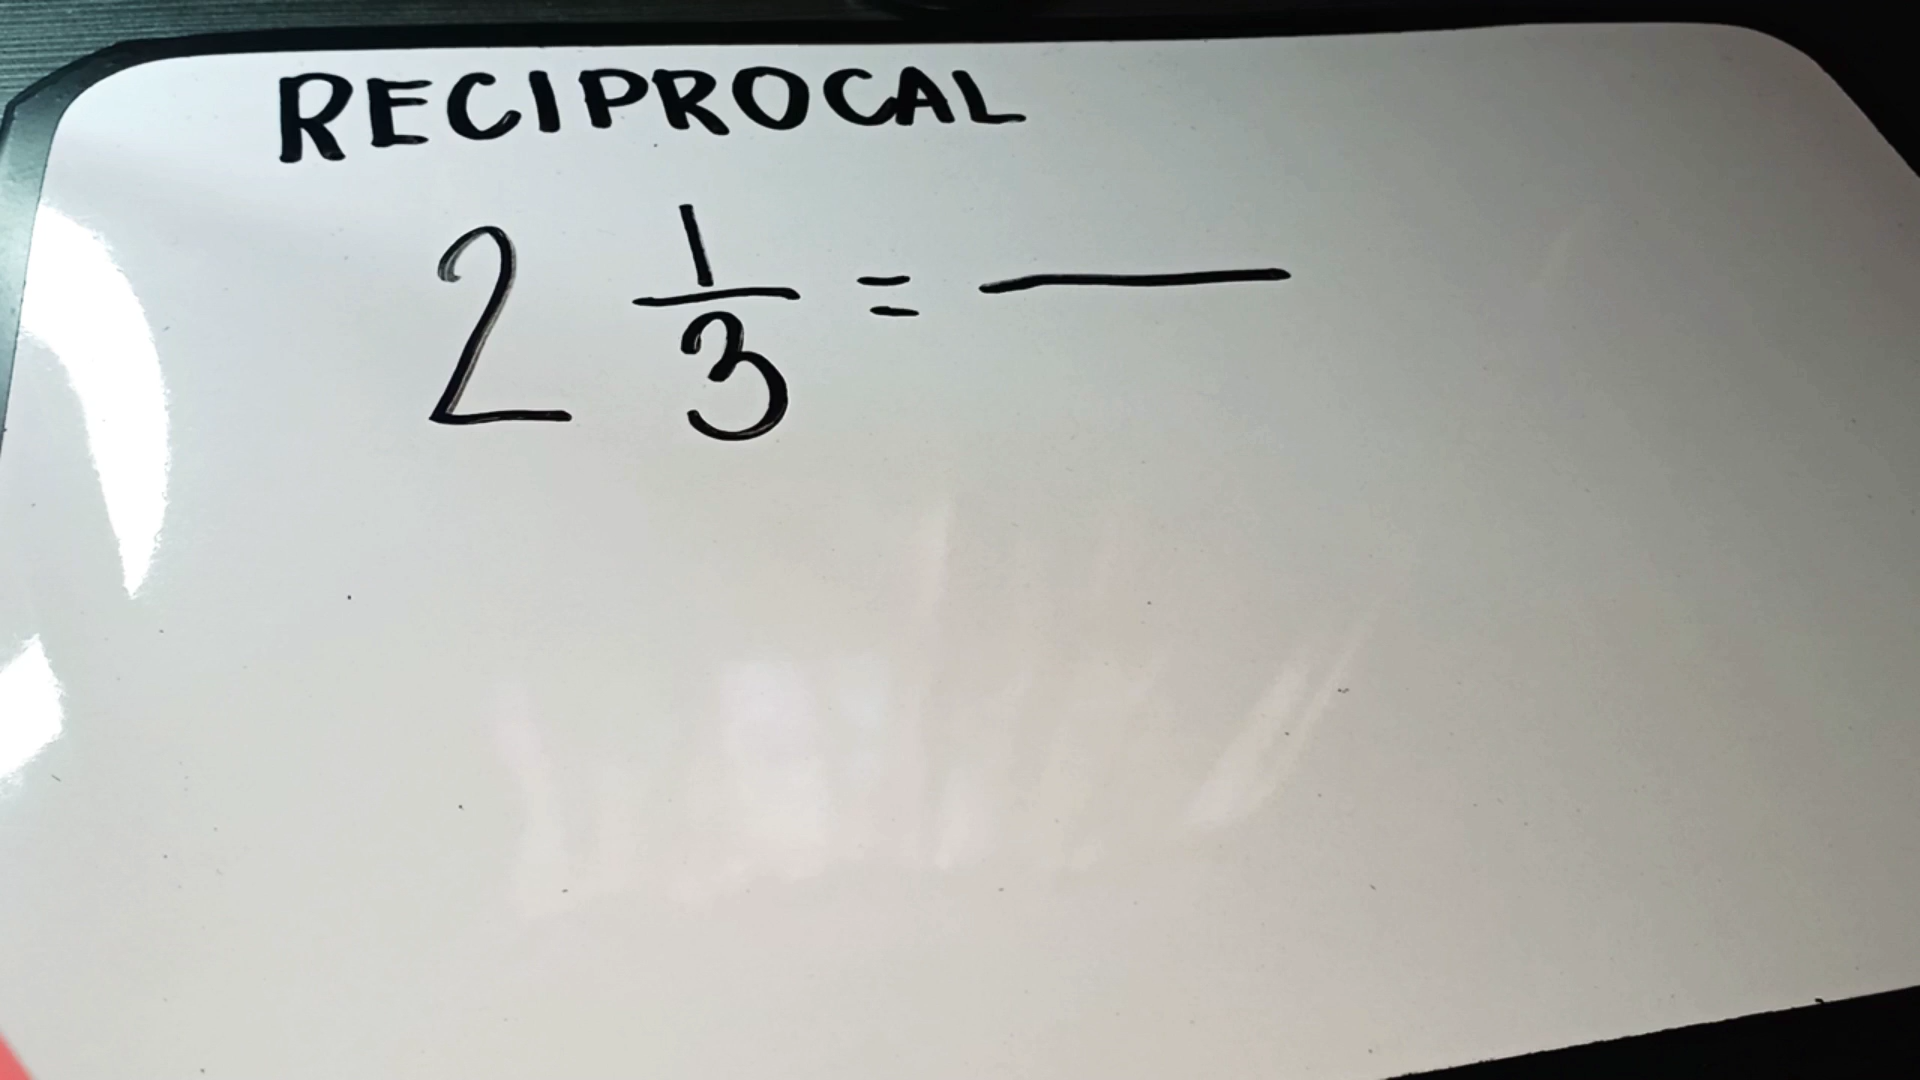 RECIPROCAL
2 1/3 = —